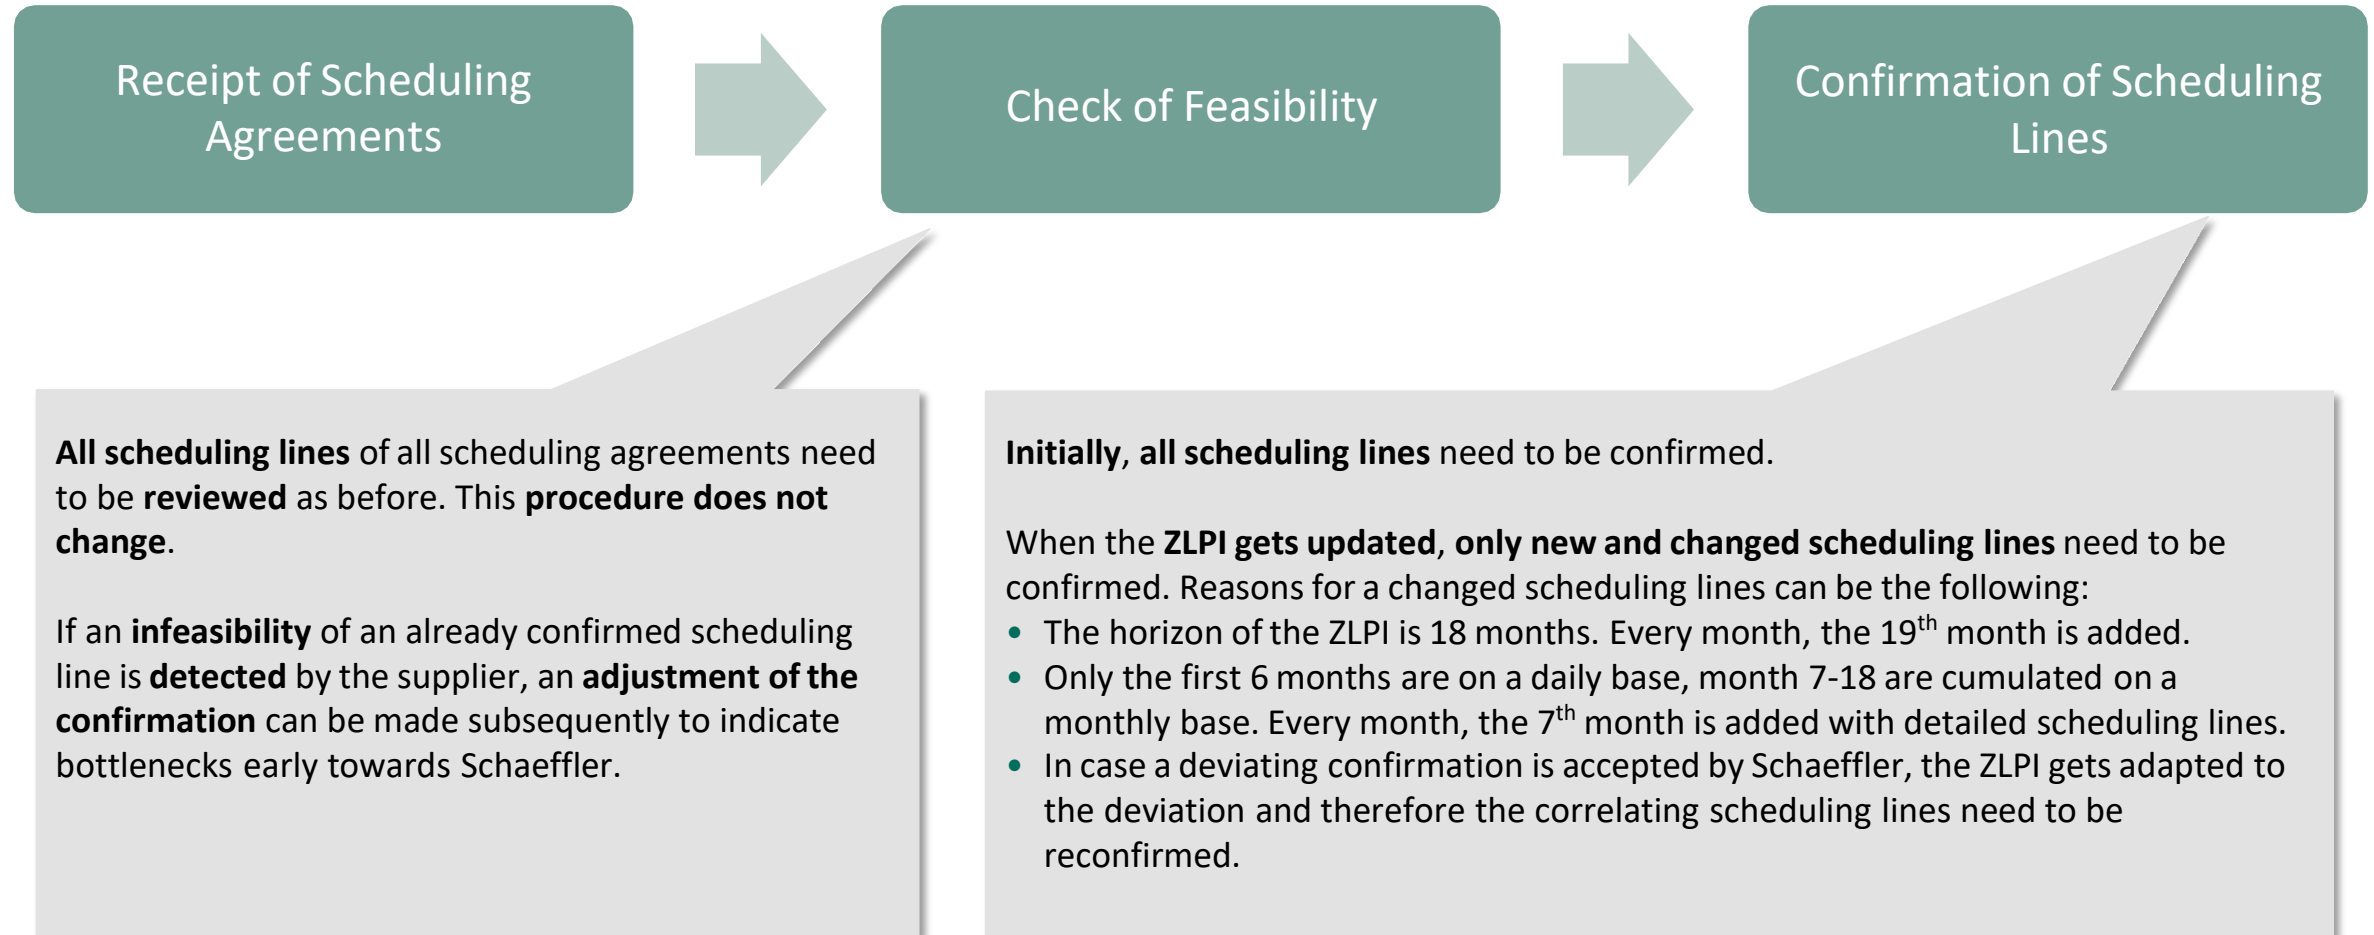 Receipt of Scheduling
Agreements
Check of Feasibility
Confirmation of Scheduling
Lines
All scheduling lines of all scheduling agreements need
to be reviewed as before. This procedure does not
change.
If an infeasibility of an already confirmed scheduling
line is detected by the supplier, an adjustment of the
confirmation can be made subsequently to indicate
bottlenecks early towards Schaeffler.
Initially, all scheduling lines need to be confirmed.
When the ZLPI gets updated, only new and changed scheduling lines need to be
confirmed. Reasons for a changed scheduling lines can be the following:
• The horizon of the ZLPI is 18 months. Every month, the 19th month is added.
• Only the first 6 months are on a daily base, month 7-18 are cumulated on a
monthly base. Every month, the 7th month is added with detailed scheduling lines.
• In case a deviating confirmation is accepted by Schaeffler, the ZLPI gets adapted to
the deviation and therefore the correlating scheduling lines need to be
reconfirmed.